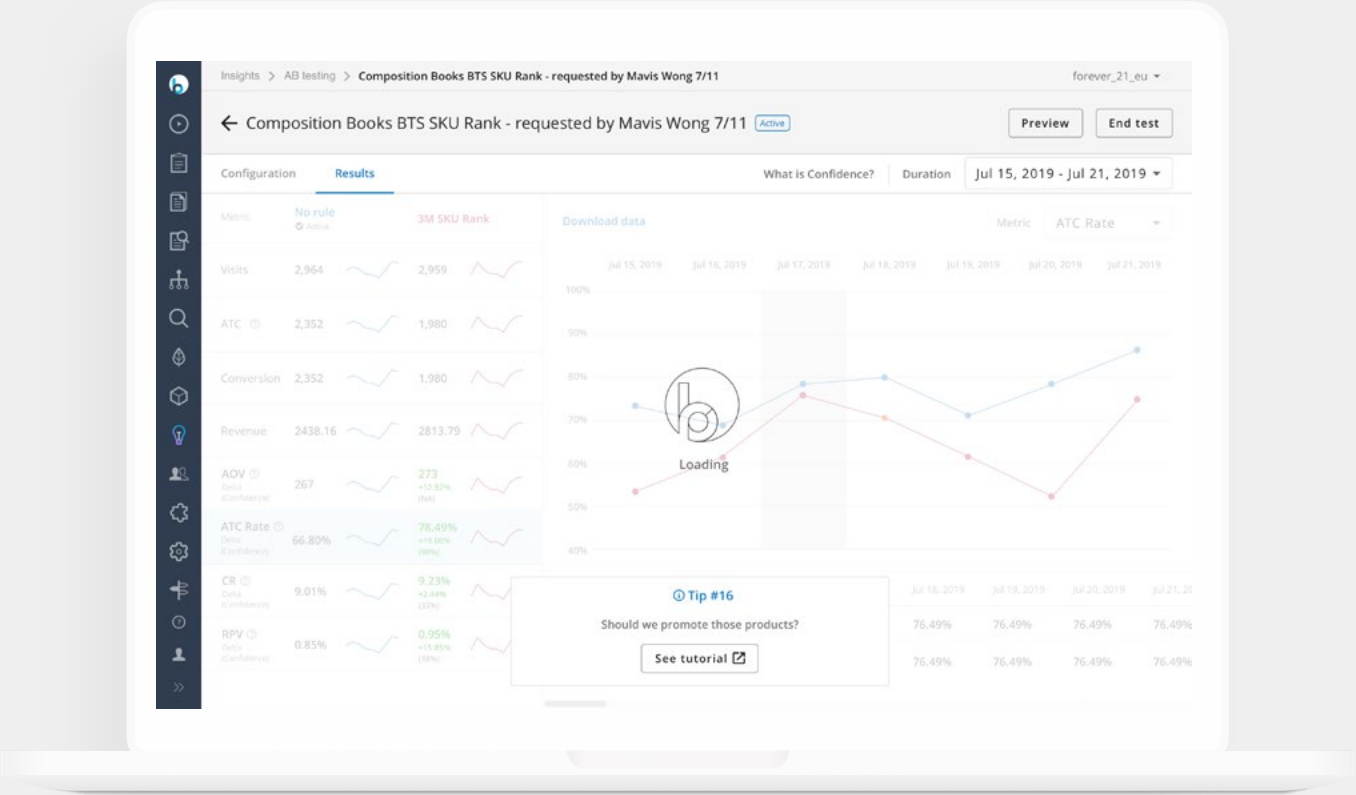 Insights > AB testing > Composition Books BTS SKU Rank - requested by Mavis Wong 7/11
forever_21_eu
Composition Books BTS SKU Rank - requested by Mavis Wong 7/11 Active
Preview
End test
Configuration
Results
What is Confidence?
Duration
Jul 15, 2019 - Jul 21, 2019
Metric
No rule
Active
3M SKU Rank
Visits 2,964 2,959
ATC 2,352 1,980
Conversion 2,352 1,980
Revenue 2438.16 2813.79
AOV 267 273
Delta
(Confidence)
(NA)
ATC Rate 66.80% 78.49%
Delta
(Confidence)
(98%)
CR 9.01% 9.23%
Delta +2.44%
(Confidence) (33%)
RPV 0.85% 0.95%
Delta +15.85%
(Confidence)
Download data
Metric ATC Rate
Jul 15, 2019 Jul 16, 2019 Jul 17, 2019 Jul 18, 2019 Jul 19, 2019 Jul 20, 2019 Jul 21, 2019
100%
90%
80%
70%
60%
50%
40%
Loading
Tip #16
Should we promote those products?
See tutorial
Jul 18, 2019 Jul 19, 2019 Jul 20, 2019 Jul 21, 20
76.49% 76.49% 76.49% 76.49%
76.49% 76.49% 76.49% 76.49%